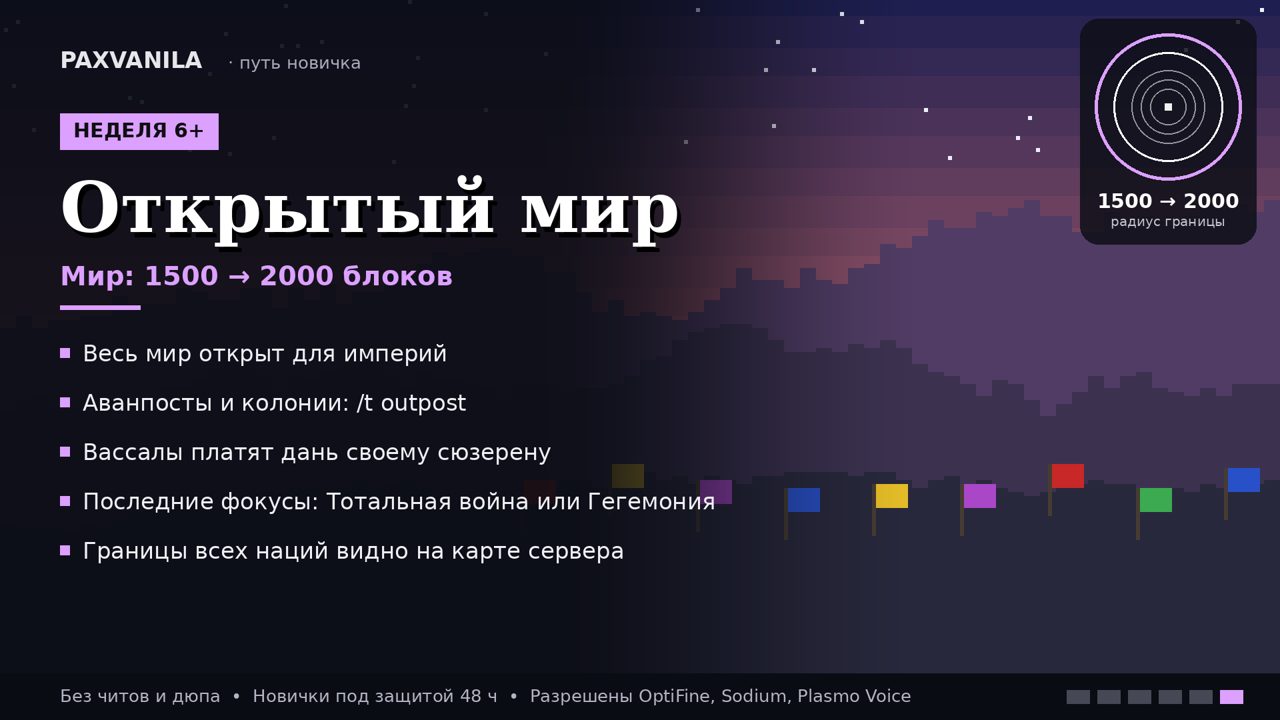 PAXVANILA · путь новичка
НЕДЕЛЯ 6+
Открытый мир
Мир: 1500 → 2000 блоков
Весь мир открыт для империй
Аванпосты и колонии: /t outpost
Вассалы платят дань своему сюзерену
Последние фокусы: Тотальная война или Гегемония
Границы всех наций видно на карте сервера
1500 → 2000
радиус границы
Без читов и дюпа • Новички под защитой 48 ч • Разрешены OptiFine, Sodium, Plasmo Voice